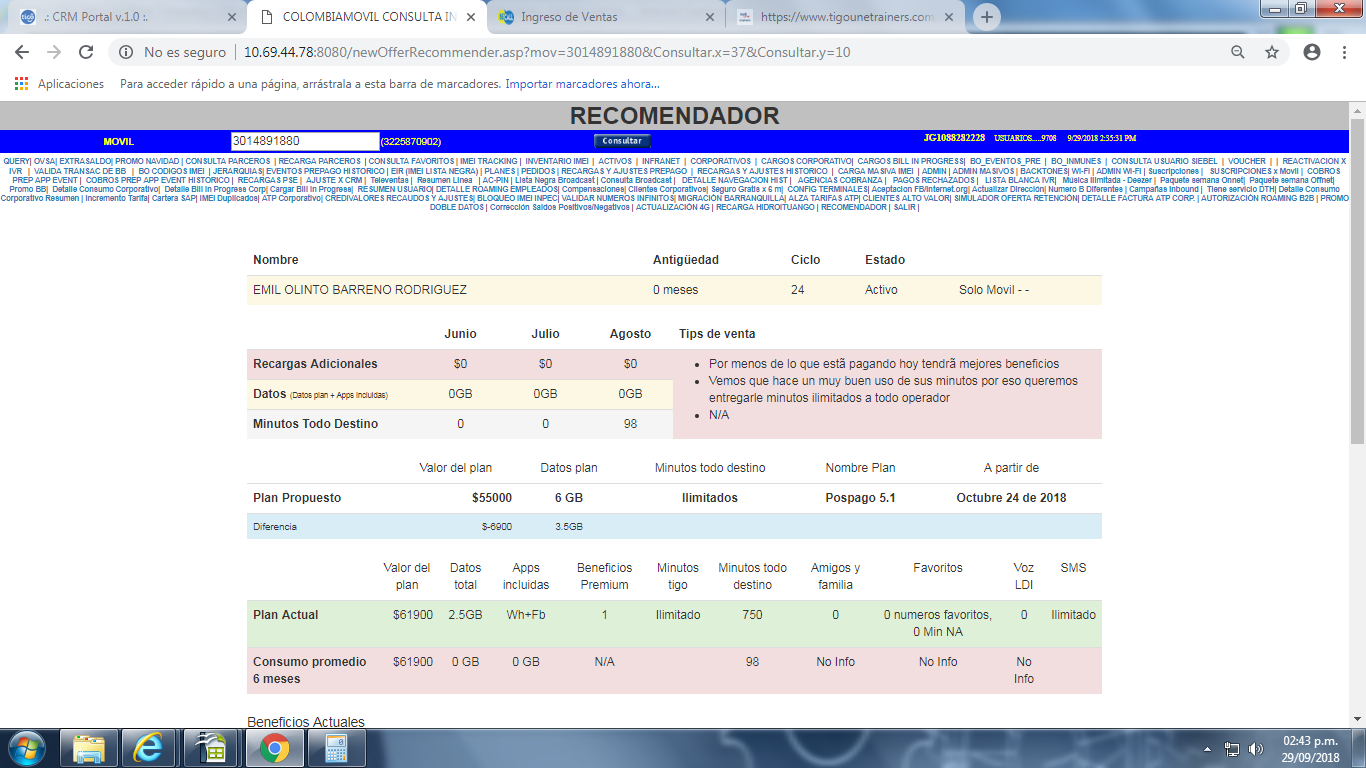 .: CRM Portal v.1.0 :.
COLOMBIAMOVIL CONSULTA IN
Ingreso de Ventas
https://www.tigounetrainers.com
No es seguro | 10.69.44.78:8080/newOfferRecommender.asp?mov=3014891880&Consultar.x=37&Consultar.y=10
Aplicaciones Para acceder rápido a una página, arrástrala a esta barra de marcadores. Importar marcadores ahora...
RECOMENDADOR
MOVIL 3014891880 (3225870902) Consultar JG1088282228 USUARIOS.....9708 9/29/2018 2:35:31 PM
QUERY| OVSA| EXTRASALDO| PROMO NAVIDAD | CONSULTA PARCEROS | RECARGA PARCEROS | CONSULTA FAVORITOS | IMEI TRACKING | INVENTARIO IMEI | ACTIVOS | INFRANET | CORPORATIVOS | CARGOS CORPORATIVO| CARGOS BILL IN PROGRESS| BO_EVENTOS_PRE | BO_INMUNES | CONSULTA USUARIO SIEBEL | VOUCHER | | REACTIVACION X
IVR | VALIDA TRANSAC DE BB | BO CODIGOS IMEI | JERARQUIAS| EVENTOS PREPAGO HISTORICO | EIR (IMEI LISTA NEGRA) | PLANES | PEDIDOS | RECARGAS Y AJUSTES PREPAGO | RECARGAS Y AJUSTES HISTORICO | CARGA MASIVA IMEI | ADMIN | ADMIN MASIVOS | BACKTONES| WI-FI | ADMIN WI-FI | Suscripciones | SUSCRIPCIONES x Movil | COBROS
PREP APP EVENT | COBROS PREP APP EVENT HISTORICO | RECARGAS PSE | AJUSTE X CRM | Televentas | Resumen Linea | AC-PIN | Lista Negra Broadcast | Consulta Broadcast | DETALLE NAVEGACION HIST | AGENCIAS COBRANZA | PAGOS RECHAZADOS | LISTA BLANCA IVR| Música Ilimitada - Deezer | Paquete semana Onnet| Paquete semana Offnet|
Promo BB| Detalle Consumo Corporativo| Detalle Bill In Progress Corp| Cargar Bill In Progress| RESUMEN USUARIO| DETALLE ROAMING EMPLEADOS| Compensaciones| Clientes Corporativos| Seguro Gratis x 6 m| CONFIG TERMINALES| Aceptacion FB/Internet.org| Actualizar Dirección| Numero B Diferentes | Campañas Inbound | Tiene servicio DTH| Detalle Consumo
Corporativo Resumen | Incremento Tarifa| Cartera SAP| IMEI Duplicados| ATP Corporativo| CREDIVALORES RECAUDOS Y AJUSTES| BLOQUEO IMEI INPEC| VALIDAR NUMEROS INFINITOS| MIGRACIÓN BARRANQUILLA| ALZA TARIFAS ATP| CLIENTES ALTO VALOR| SIMULADOR OFERTA RETENCIÓN| DETALLE FACTURA ATP CORP. | AUTORIZACIÓN ROAMING B2B | PROMO
DOBLE DATOS | Corrección Saldos Positivos/Negativos | ACTUALIZACIÓN 4G | RECARGA HIDROITUANGO | RECOMENDADOR | SALIR |
Nombre Antigüedad Ciclo Estado
EMIL OLINTO BARRENO RODRIGUEZ 0 meses 24 Activo Solo Movil - -
Junio Julio Agosto Tips de venta
Recargas Adicionales $0 $0 $0
Datos (Datos plan + Apps incluidas) 0GB 0GB 0GB
Minutos Todo Destino 0 0 98
• Por menos de lo que estã pagando hoy tendrã mejores beneficios
• Vemos que hace un muy buen uso de sus minutos por eso queremos
entregarle minutos ilimitados a todo operador
• N/A
Valor del plan Datos plan Minutos todo destino Nombre Plan A partir de
Plan Propuesto $55000 6 GB Ilimitados Pospago 5.1 Octubre 24 de 2018
Diferencia $-6900 3.5GB
Valor del plan Datos total Apps incluidas Beneficios Premium Minutos tigo Minutos todo destino Amigos y familia Favoritos Voz LDI SMS
Plan Actual $61900 2.5GB Wh+Fb 1 Ilimitado 750 0 0 numeros favoritos, 0 Min NA 0 Ilimitado
Consumo promedio 6 meses $61900 0 GB 0 GB N/A 98 No Info No Info No Info
Beneficios Actuales
02:43 p.m.
29/09/2018